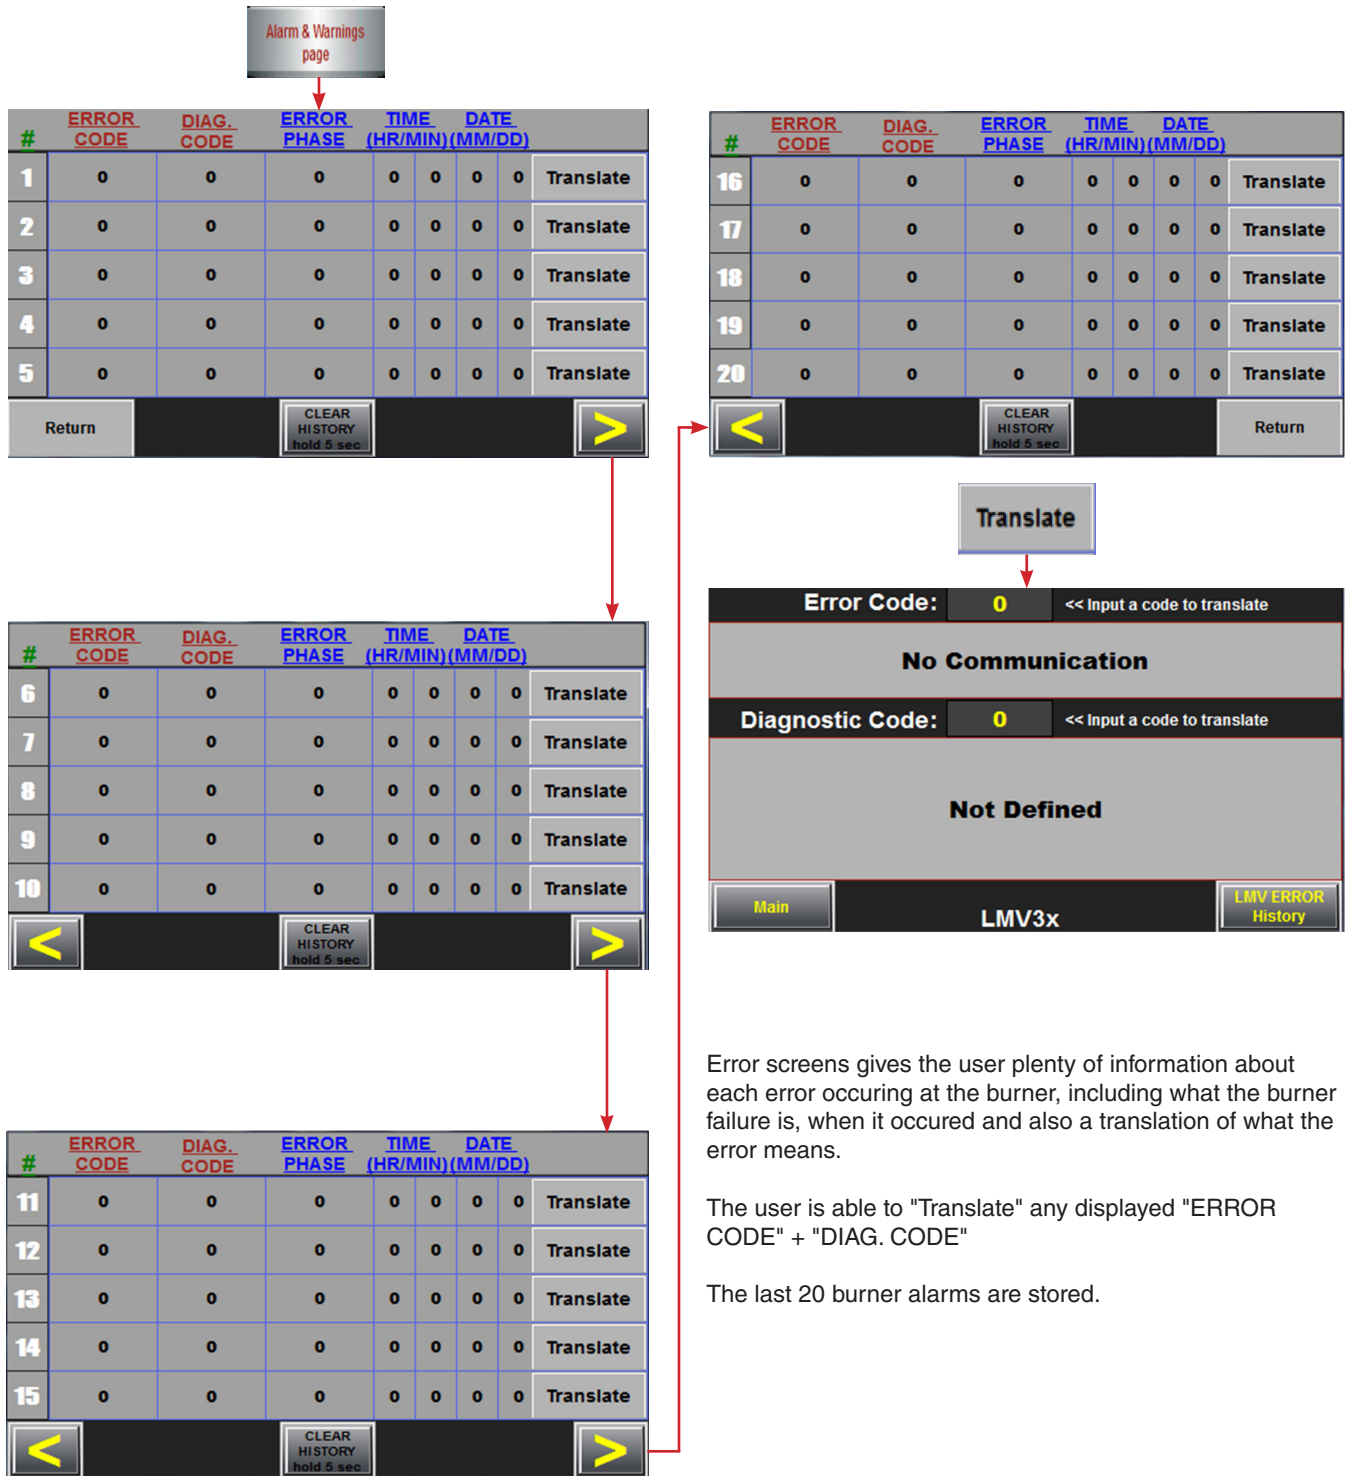 Alarm & Warnings
page
# ERROR CODE DIAG. CODE ERROR PHASE TIME (HR/MIN) DATE (MM/DD)
1 0 0 0 0 0 0 0 Translate
2 0 0 0 0 0 0 0 Translate
3 0 0 0 0 0 0 0 Translate
4 0 0 0 0 0 0 0 Translate
5 0 0 0 0 0 0 0 Translate
Return CLEAR HISTORY hold 5 sec >
# ERROR CODE DIAG. CODE ERROR PHASE TIME (HR/MIN) DATE (MM/DD)
6 0 0 0 0 0 0 0 Translate
7 0 0 0 0 0 0 0 Translate
8 0 0 0 0 0 0 0 Translate
9 0 0 0 0 0 0 0 Translate
10 0 0 0 0 0 0 0 Translate
< CLEAR HISTORY hold 5 sec >
# ERROR CODE DIAG. CODE ERROR PHASE TIME (HR/MIN) DATE (MM/DD)
11 0 0 0 0 0 0 0 Translate
12 0 0 0 0 0 0 0 Translate
13 0 0 0 0 0 0 0 Translate
14 0 0 0 0 0 0 0 Translate
15 0 0 0 0 0 0 0 Translate
< CLEAR HISTORY hold 5 sec >
# ERROR CODE DIAG. CODE ERROR PHASE TIME (HR/MIN) DATE (MM/DD)
16 0 0 0 0 0 0 0 Translate
17 0 0 0 0 0 0 0 Translate
18 0 0 0 0 0 0 0 Translate
19 0 0 0 0 0 0 0 Translate
20 0 0 0 0 0 0 0 Translate
< CLEAR HISTORY hold 5 sec Return
Translate
Error Code: 0 << Input a code to translate
No Communication
Diagnostic Code: 0 << Input a code to translate
Not Defined
Main LMV3x LMV ERROR History
Error screens gives the user plenty of information about
each error occuring at the burner, including what the burner
failure is, when it occured and also a translation of what the
error means.
The user is able to "Translate" any displayed "ERROR
CODE" + "DIAG. CODE"
The last 20 burner alarms are stored.